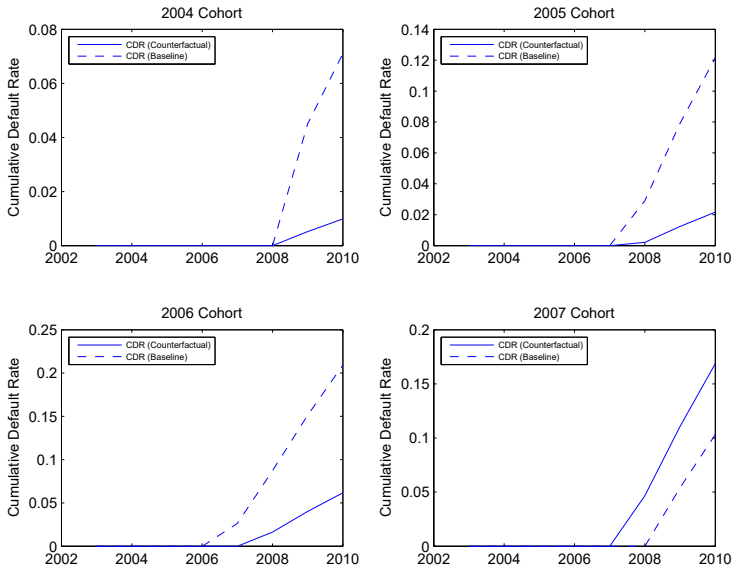 2004 Cohort
0.08
0.06
0.04
0.02
0
Cumulative Default Rate
CDR (Counterfactual)
CDR (Baseline)
2002 2004 2006 2008 2010
2005 Cohort
0.14
0.12
0.1
0.08
0.06
0.04
0.02
0
Cumulative Default Rate
CDR (Counterfactual)
CDR (Baseline)
2002 2004 2006 2008 2010
2006 Cohort
0.25
0.2
0.15
0.1
0.05
0
Cumulative Default Rate
CDR (Counterfactual)
CDR (Baseline)
2002 2004 2006 2008 2010
2007 Cohort
0.2
0.15
0.1
0.05
0
Cumulative Default Rate
CDR (Counterfactual)
CDR (Baseline)
2002 2004 2006 2008 2010